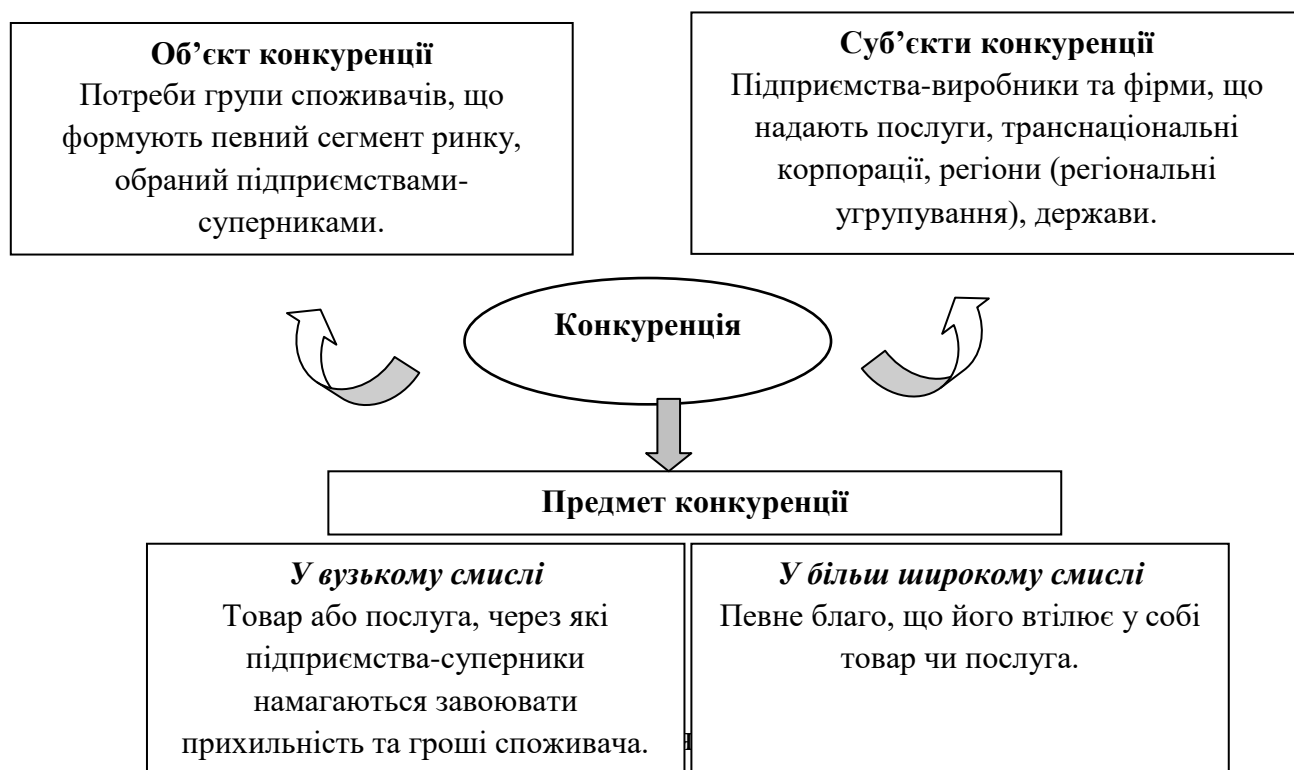 Об’єкт конкуренції
Потреби групи споживачів, що
формують певний сегмент ринку,
обраний підприємствами-
суперниками.
Суб’єкти конкуренції
Підприємства-виробники та фірми, що
надають послуги, транснаціональні
корпорації, регіони (регіональні
угрупування), держави.
Конкуренція
Предмет конкуренції
У вузькому смислі
Товар або послуга, через які
підприємства-суперники
намагаються завоювати
прихильність та гроші споживача.
У більш широкому смислі
Певне благо, що його втілює у собі
товар чи послуга.